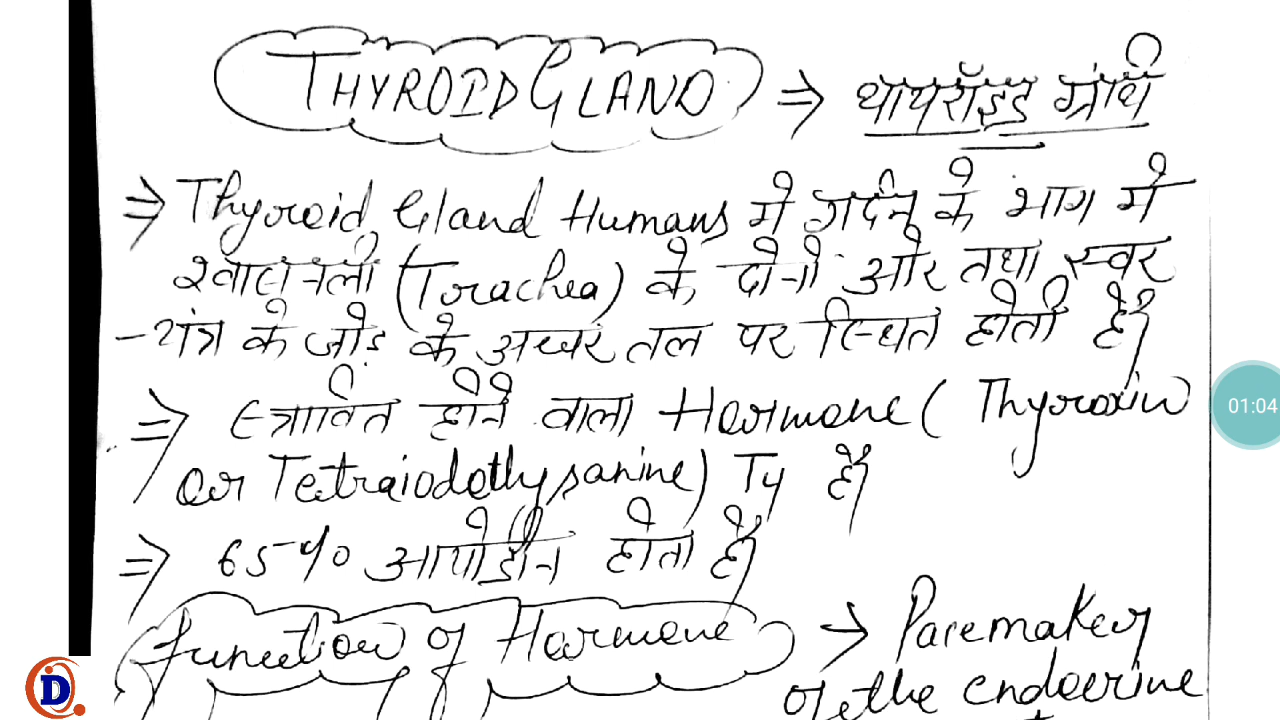 THYROID GLAND ⇒ थायरॉइड ग्रंथि
⇒ Thyroid Gland Humans में गर्दन के भाग में
श्वास नली (Trachea) के दोनो ओर तथा स्वर
-यंत्र के जोड़ के अधर तल पर स्थित होती है।
⇒ स्त्रावित होने वाला Hormone (Thyroxin
or Tetraiodothyronine) T4 है।
⇒ 65% आयोडीन होता है।
Function of Hormone → Pacemaker
of the endocrine
01:04
D